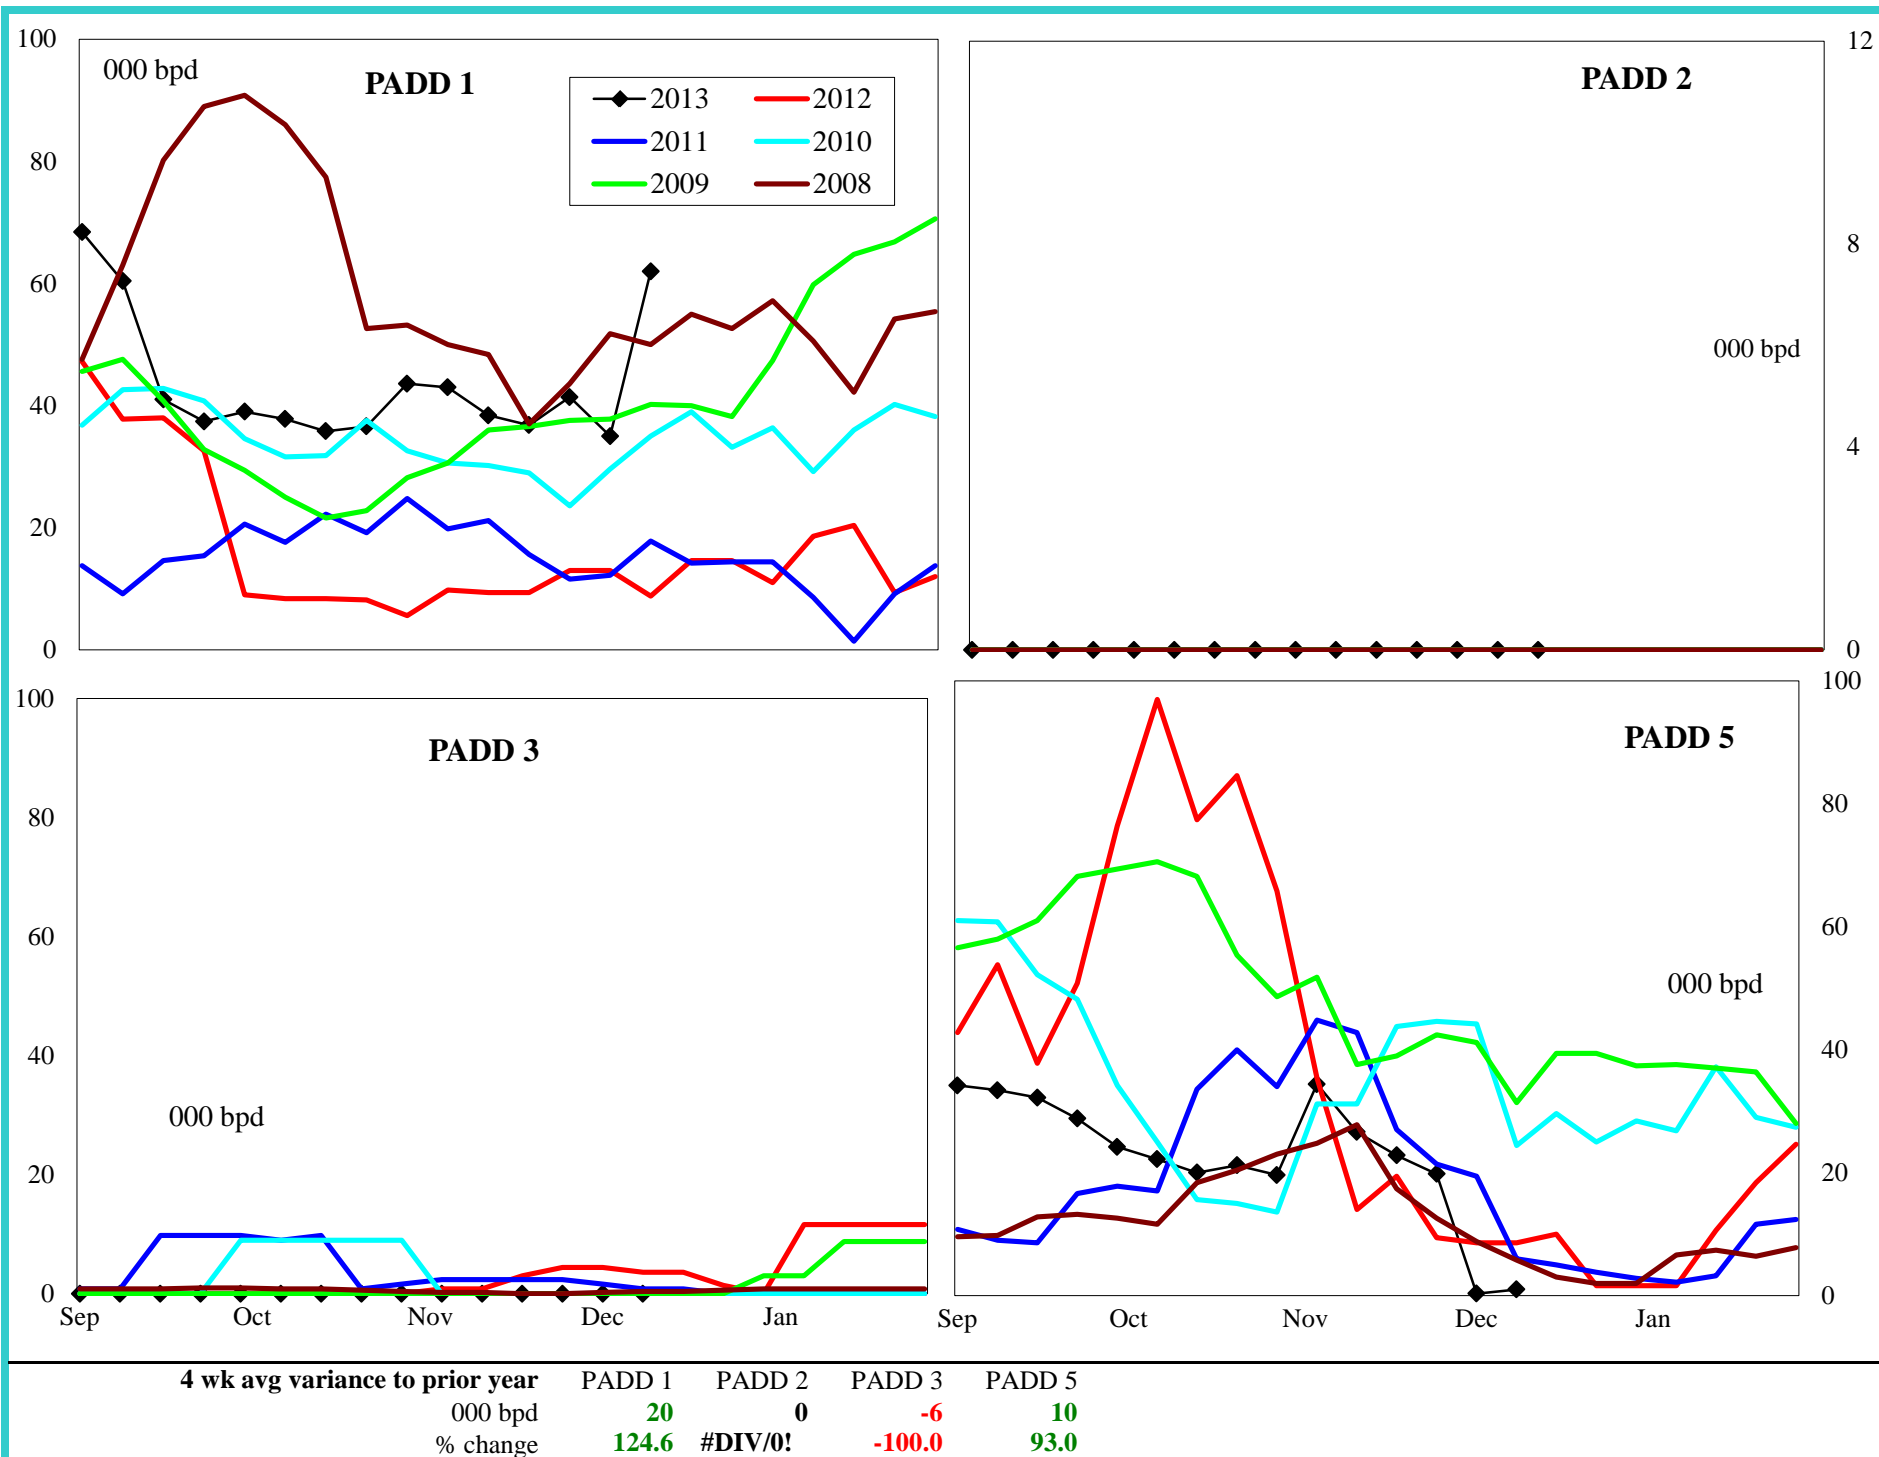 100
000 bpd
PADD 1
2013
2012
2011
2010
2009
2008
80
60
40
20
0
12
PADD 2
8
000 bpd
4
0
100
PADD 3
80
60
40
000 bpd
20
0
Sep Oct Nov Dec Jan
100
PADD 5
80
60
000 bpd
40
20
0
Sep Oct Nov Dec Jan
4 wk avg variance to prior year PADD 1 PADD 2 PADD 3 PADD 5
000 bpd 20 0 -6 10
% change 124.6 #DIV/0! -100.0 93.0